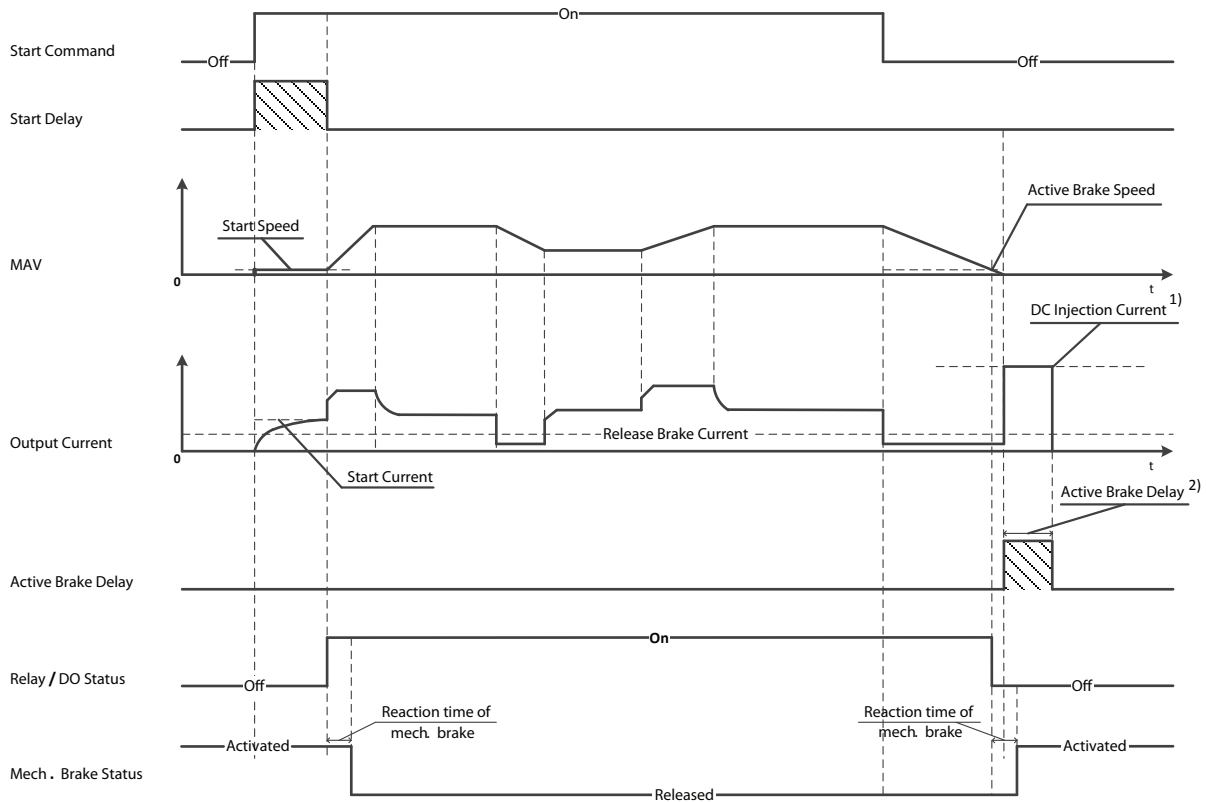 On
Start Command
Off
Off
Start Delay
Active Brake Speed
Start Speed
MAV
0
t
DC Injection Current 1)
Output Current
Release Brake Current
0
t
Start Current
Active Brake Delay 2)
Active Brake Delay
On
Relay / DO Status
Off
Off
Reaction time of
mech. brake
Reaction time of
mech. brake
Activated
Activated
Mech. Brake Status
Released